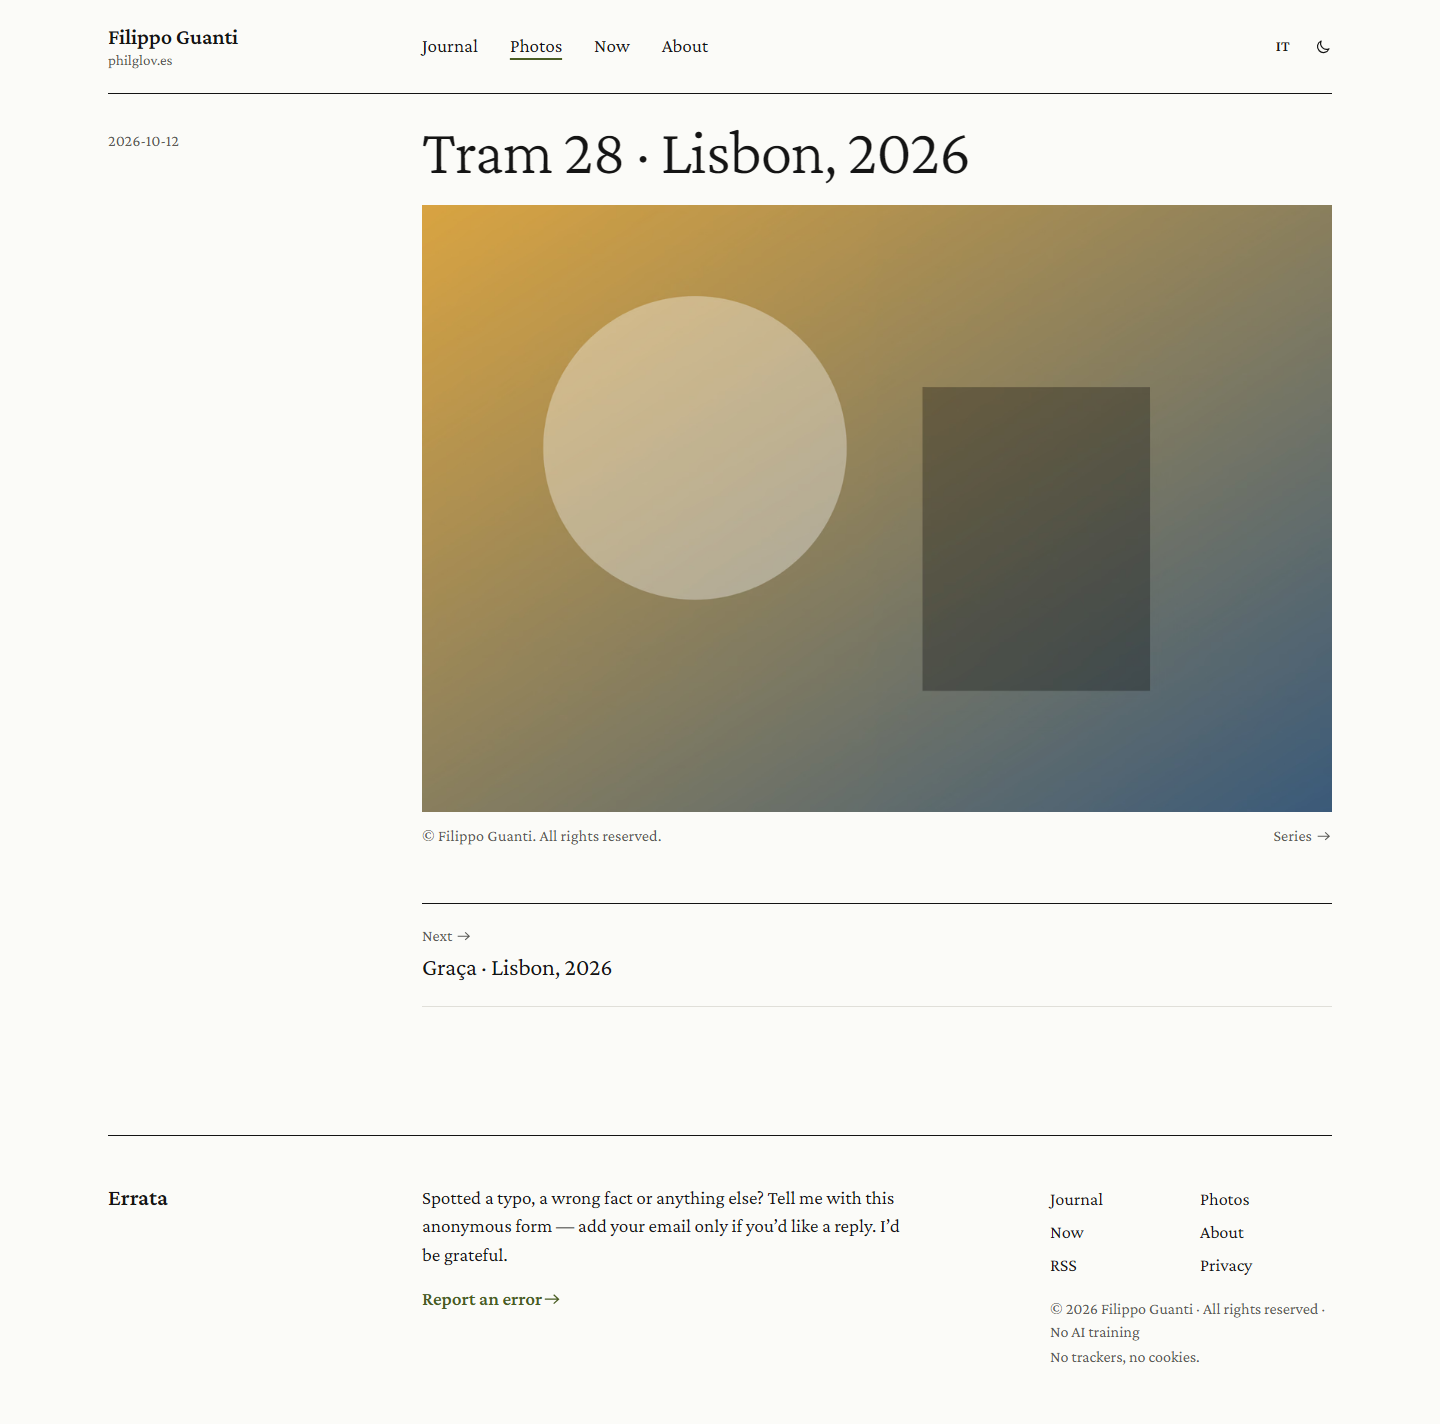 Filippo Guanti
philglov.es
Journal
Photos
Now
About
IT
2026-10-12
Tram 28 · Lisbon, 2026
© Filippo Guanti. All rights reserved.
Series →
Next →
Graça · Lisbon, 2026
Errata
Spotted a typo, a wrong fact or anything else? Tell me with this
anonymous form — add your email only if you’d like a reply. I’d
be grateful.
Report an error →
Journal
Photos
Now
About
RSS
Privacy
© 2026 Filippo Guanti · All rights reserved ·
No AI training
No trackers, no cookies.